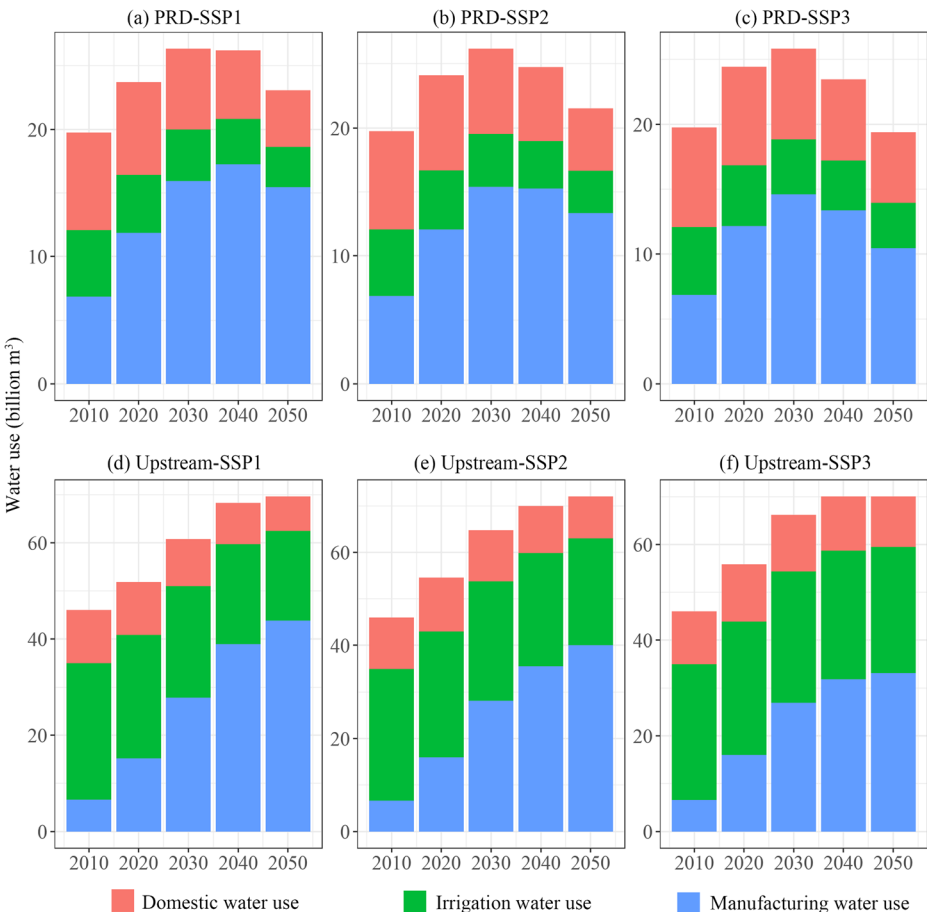 (a) PRD-SSP1
(b) PRD-SSP2
(c) PRD-SSP3
20
10
0
20
10
0
20
10
0
2010 2020 2030 2040 2050
2010 2020 2030 2040 2050
2010 2020 2030 2040 2050
Water use (billion m³)
(d) Upstream-SSP1
(e) Upstream-SSP2
(f) Upstream-SSP3
60
40
20
0
60
40
20
0
60
40
20
0
2010 2020 2030 2040 2050
2010 2020 2030 2040 2050
2010 2020 2030 2040 2050
Domestic water use
Irrigation water use
Manufacturing water use